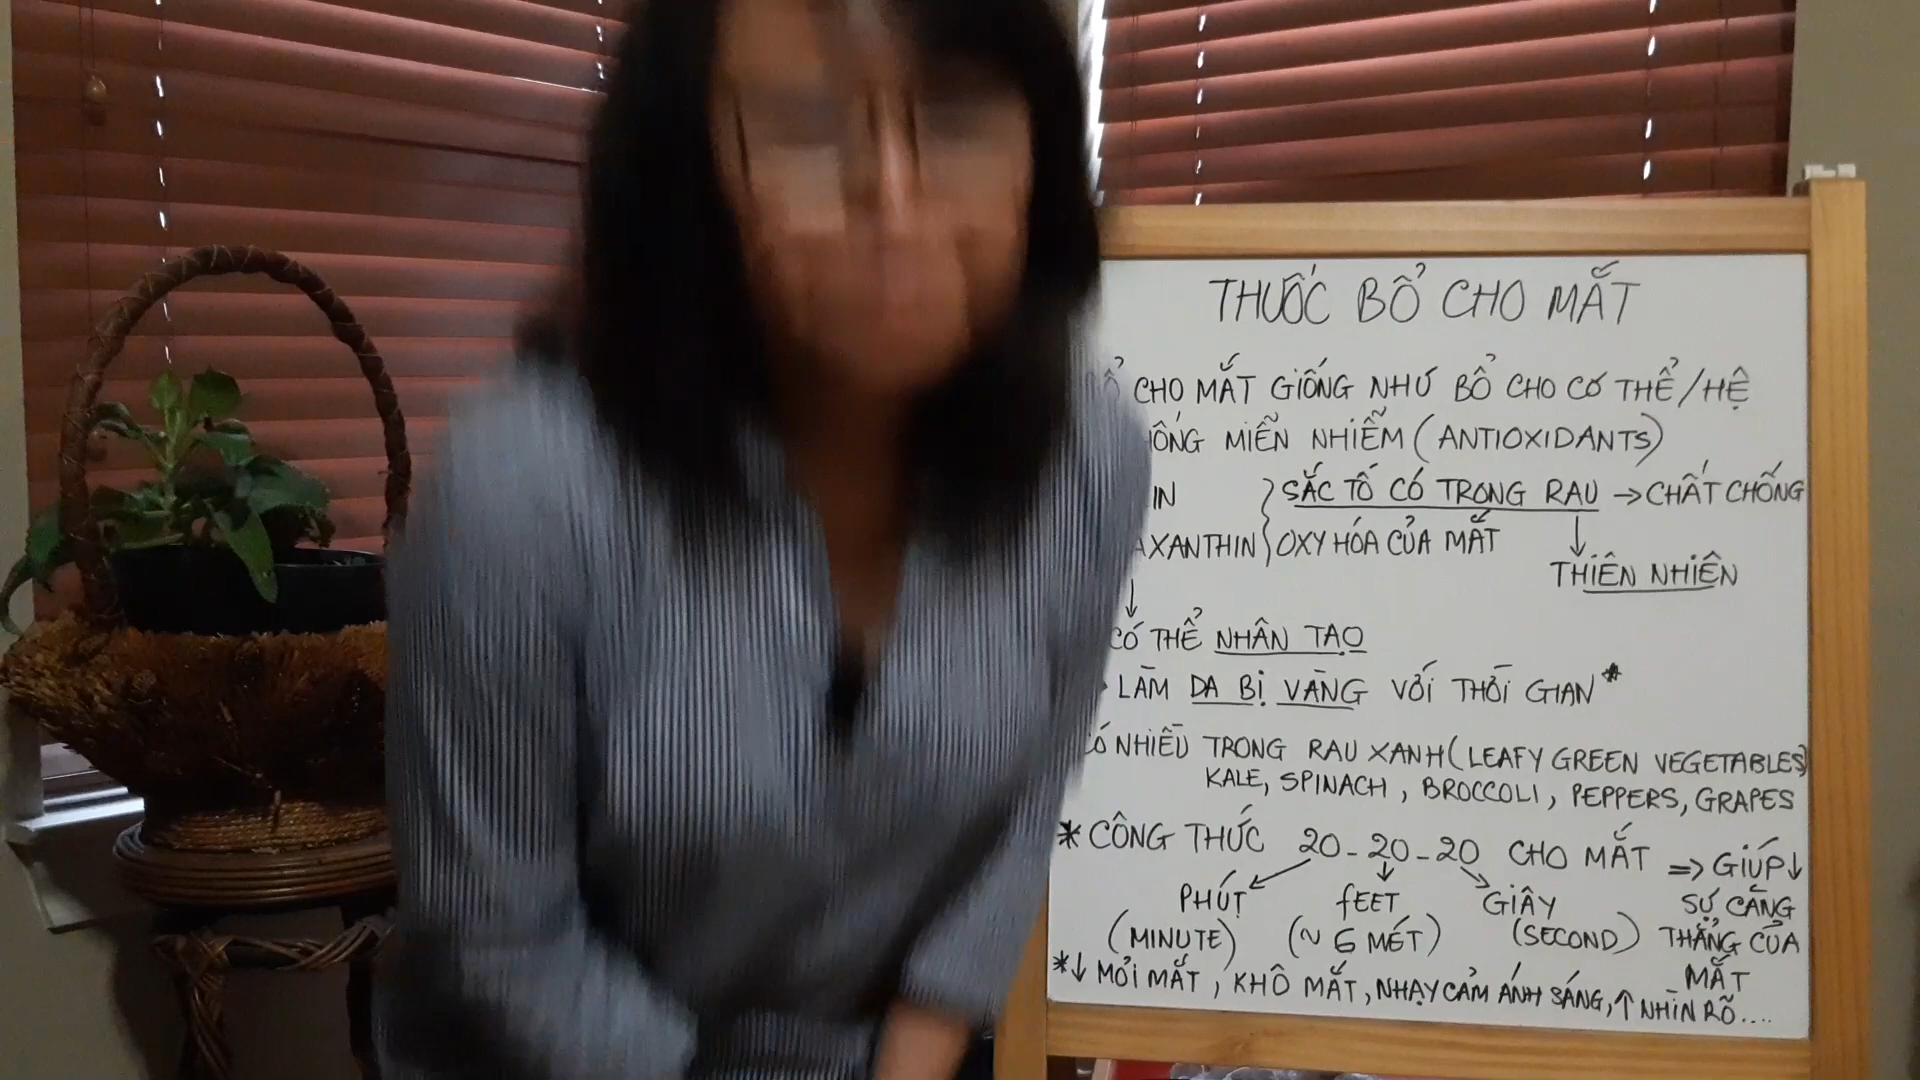 THUỐC BỔ CHO MẮT
CHO MẮT GIỐNG NHƯ BỔ CHO CƠ THỂ/HỆ
MIỄN NHIỄM (ANTIOXIDANTS)
SẮC TỐ CÓ TRONG RAU → CHẤT CHỐNG
OXY HÓA CỦA MẮT
THIÊN NHIÊN
CÓ THỂ NHÂN TẠO
LÀM DA BỊ VÀNG VỚI THỜI GIAN *
NHIỀU TRONG RAU XANH (LEAFY GREEN VEGETABLES)
KALE, SPINACH, BROCCOLI, PEPPERS, GRAPES
* CÔNG THỨC 20-20-20 CHO MẮT => GIÚP ↓
PHÚT fEET GIÂY SỰ CĂNG
(MINUTE) (~ 6 MÉT) (SECOND) THẲNG CỦA
MẮT
*↓ MỎI MẮT, KHÔ MẮT, NHẠY CẢM ÁNH SÁNG, ↑ NHÌN RÕ....